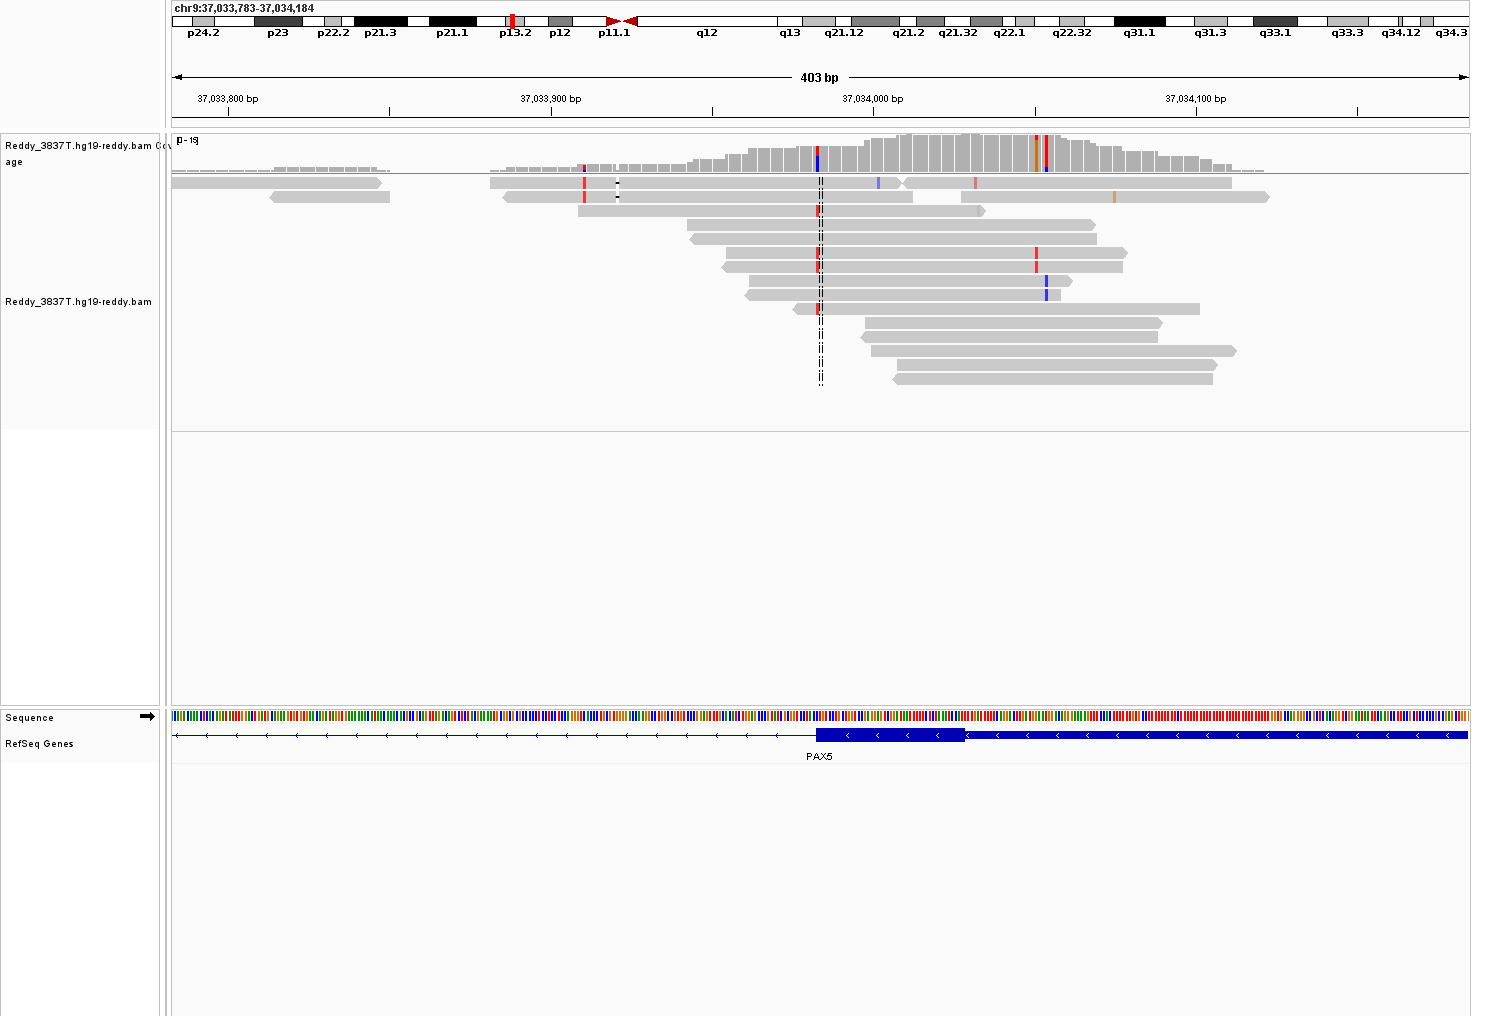 chr9:37,033,783-37,034,184
p24.2 p23 p22.2 p21.3 p21.1 p13.2 p12 p11.1 q12 q13 q21.12 q21.2 q21.32 q22.1 q22.32 q31.1 q31.3 q33.1 q33.3 q34.12 q34.3
403 bp
37,033,800 bp 37,033,900 bp 37,034,000 bp 37,034,100 bp
Reddy_3837T.hg19-reddy.bam Cov
age
[0 - 15]
Reddy_3837T.hg19-reddy.bam
Sequence
RefSeq Genes
PAX5